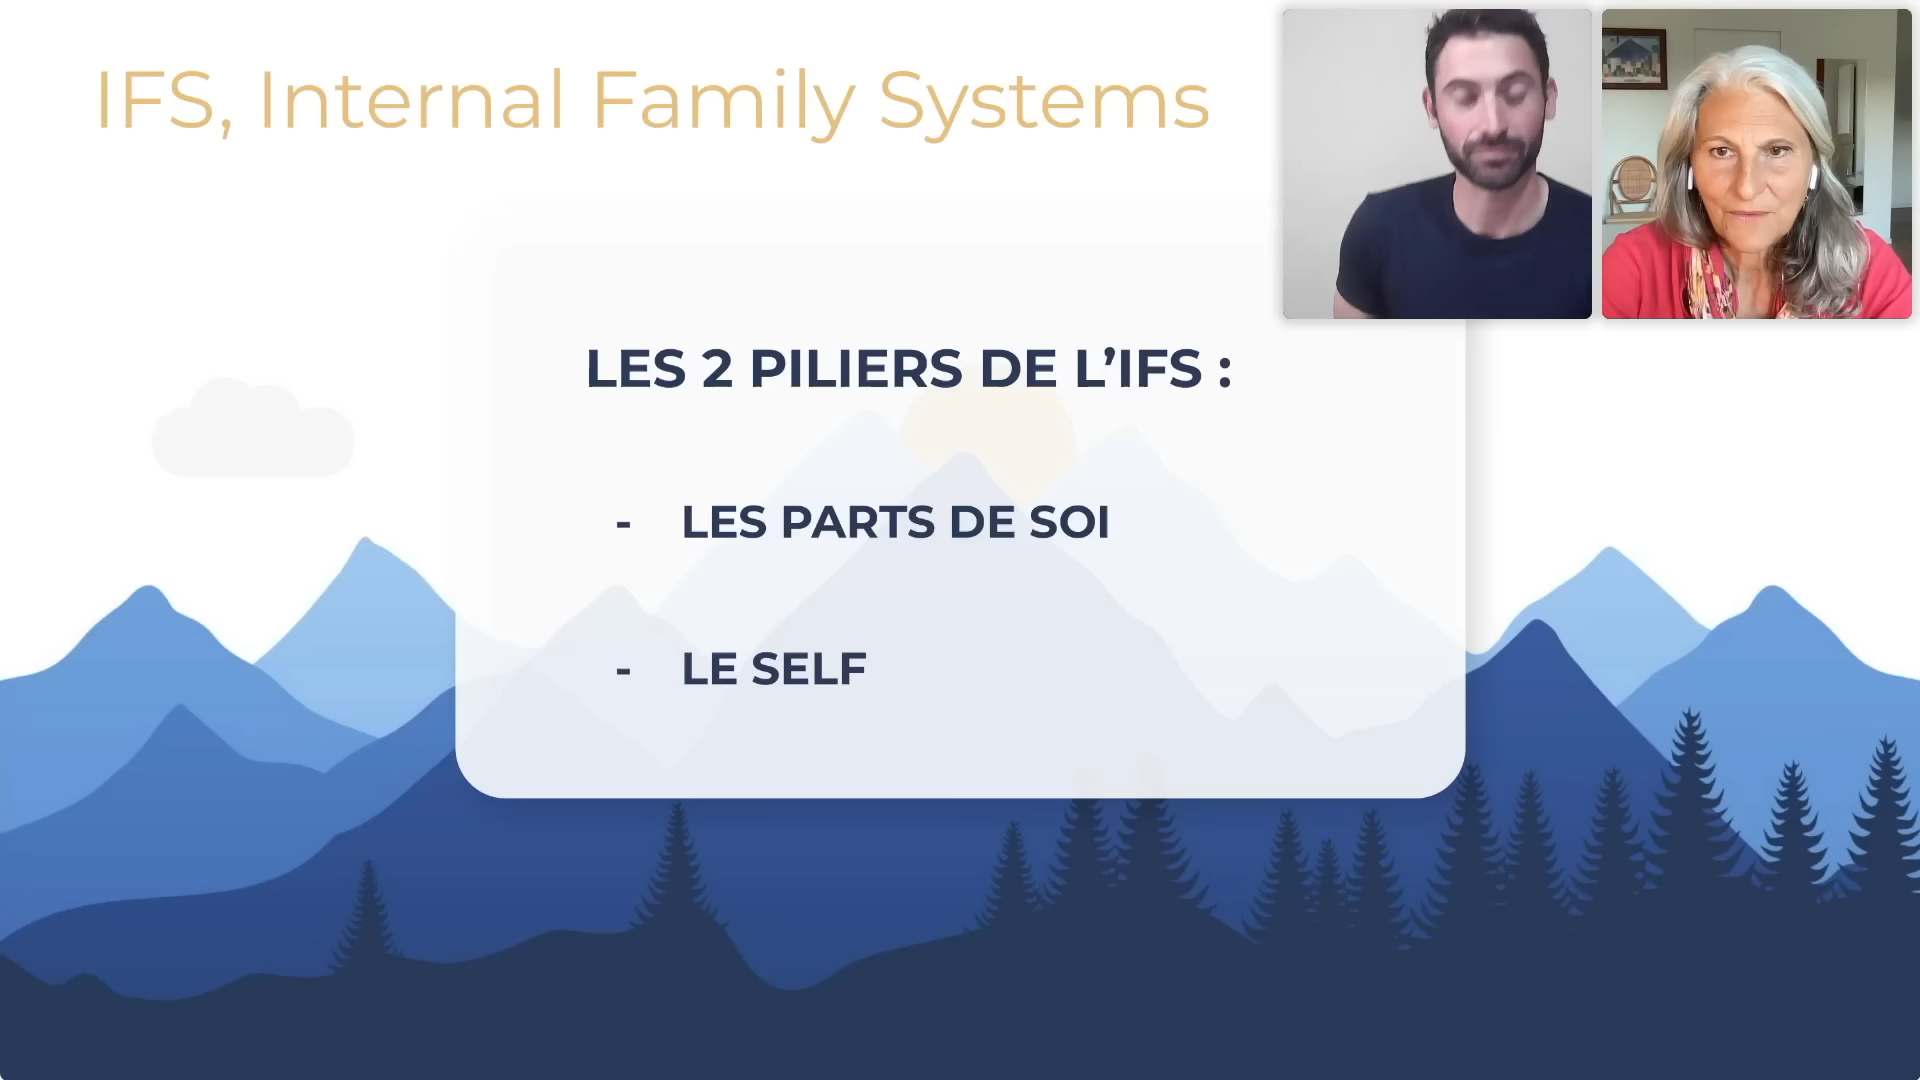 IFS, Internal Family Systems
LES 2 PILIERS DE L’IFS :
- LES PARTS DE SOI
- LE SELF